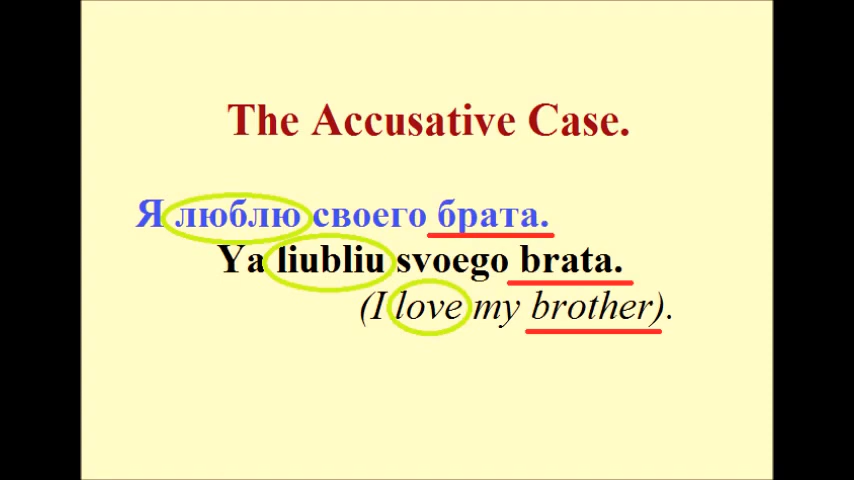 The Accusative Case.
Я люблю своего брата.
Ya liubliu svoego brata.
(I love my brother).